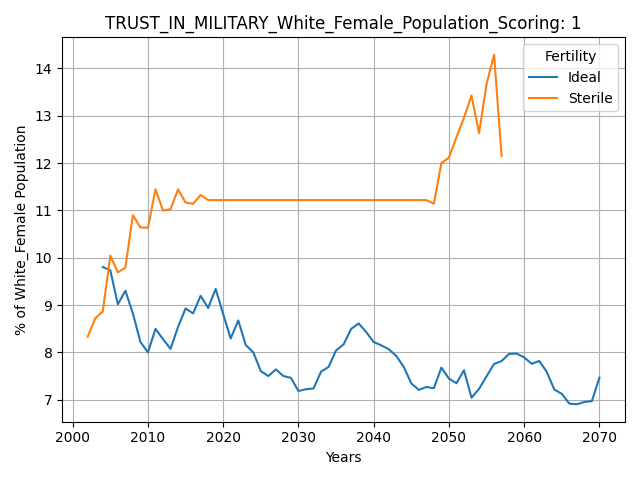 TRUST_IN_MILITARY_White_Female_Population_Scoring: 1
Fertility
Ideal
Sterile
% of White_Female Population
14
13
12
11
10
9
8
7
2000 2010 2020 2030 2040 2050 2060 2070
Years